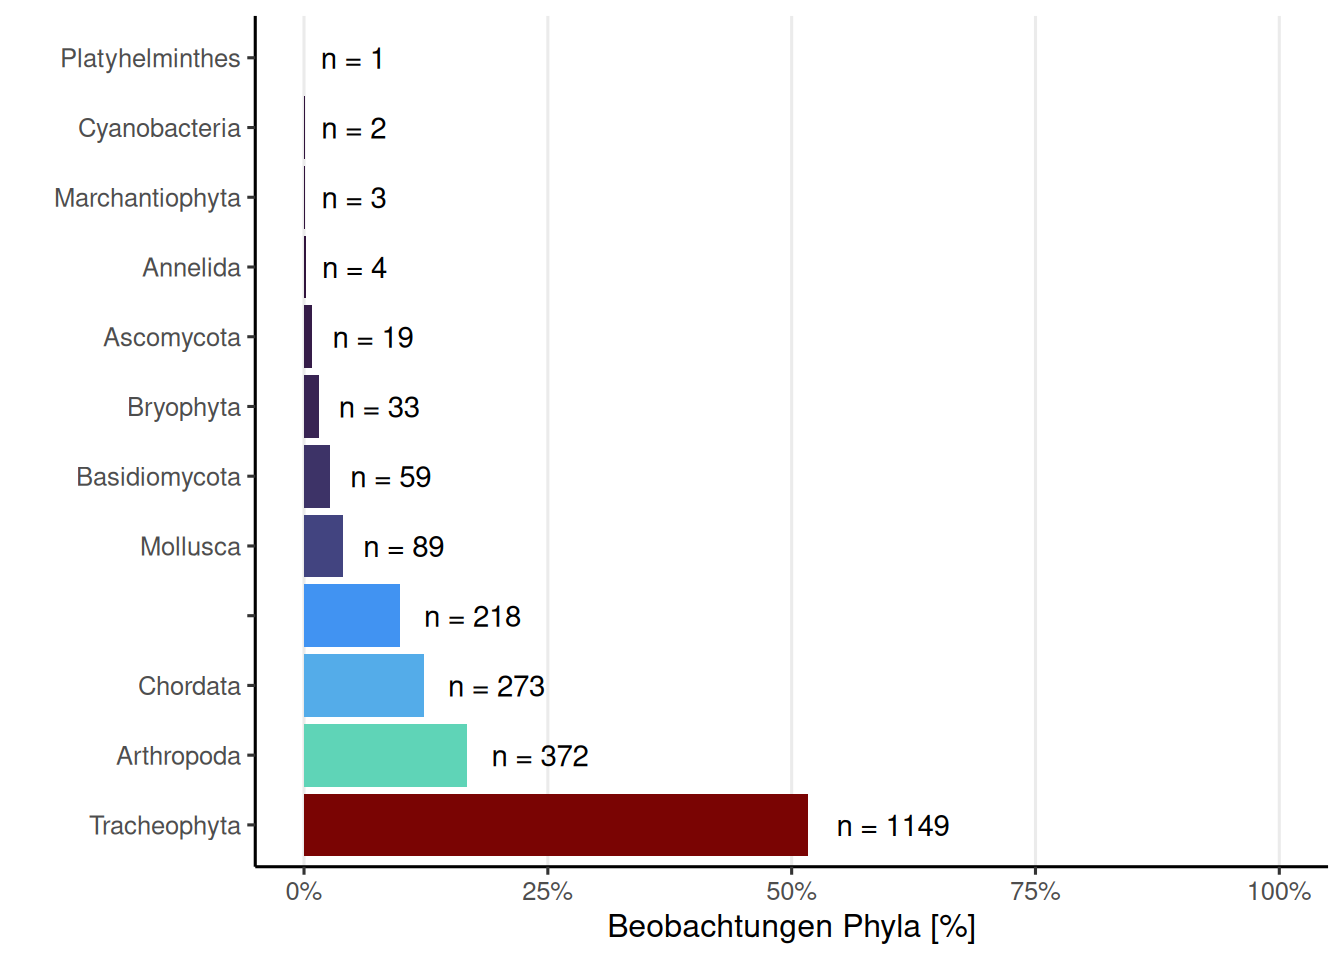 Platyhelminthes n = 1
Cyanobacteria n = 2
Marchantiophyta n = 3
Annelida n = 4
Ascomycota n = 19
Bryophyta n = 33
Basidiomycota n = 59
Mollusca n = 89
n = 218
Chordata n = 273
Arthropoda n = 372
Tracheophyta n = 1149
0% 25% 50% 75% 100%
Beobachtungen Phyla [%]